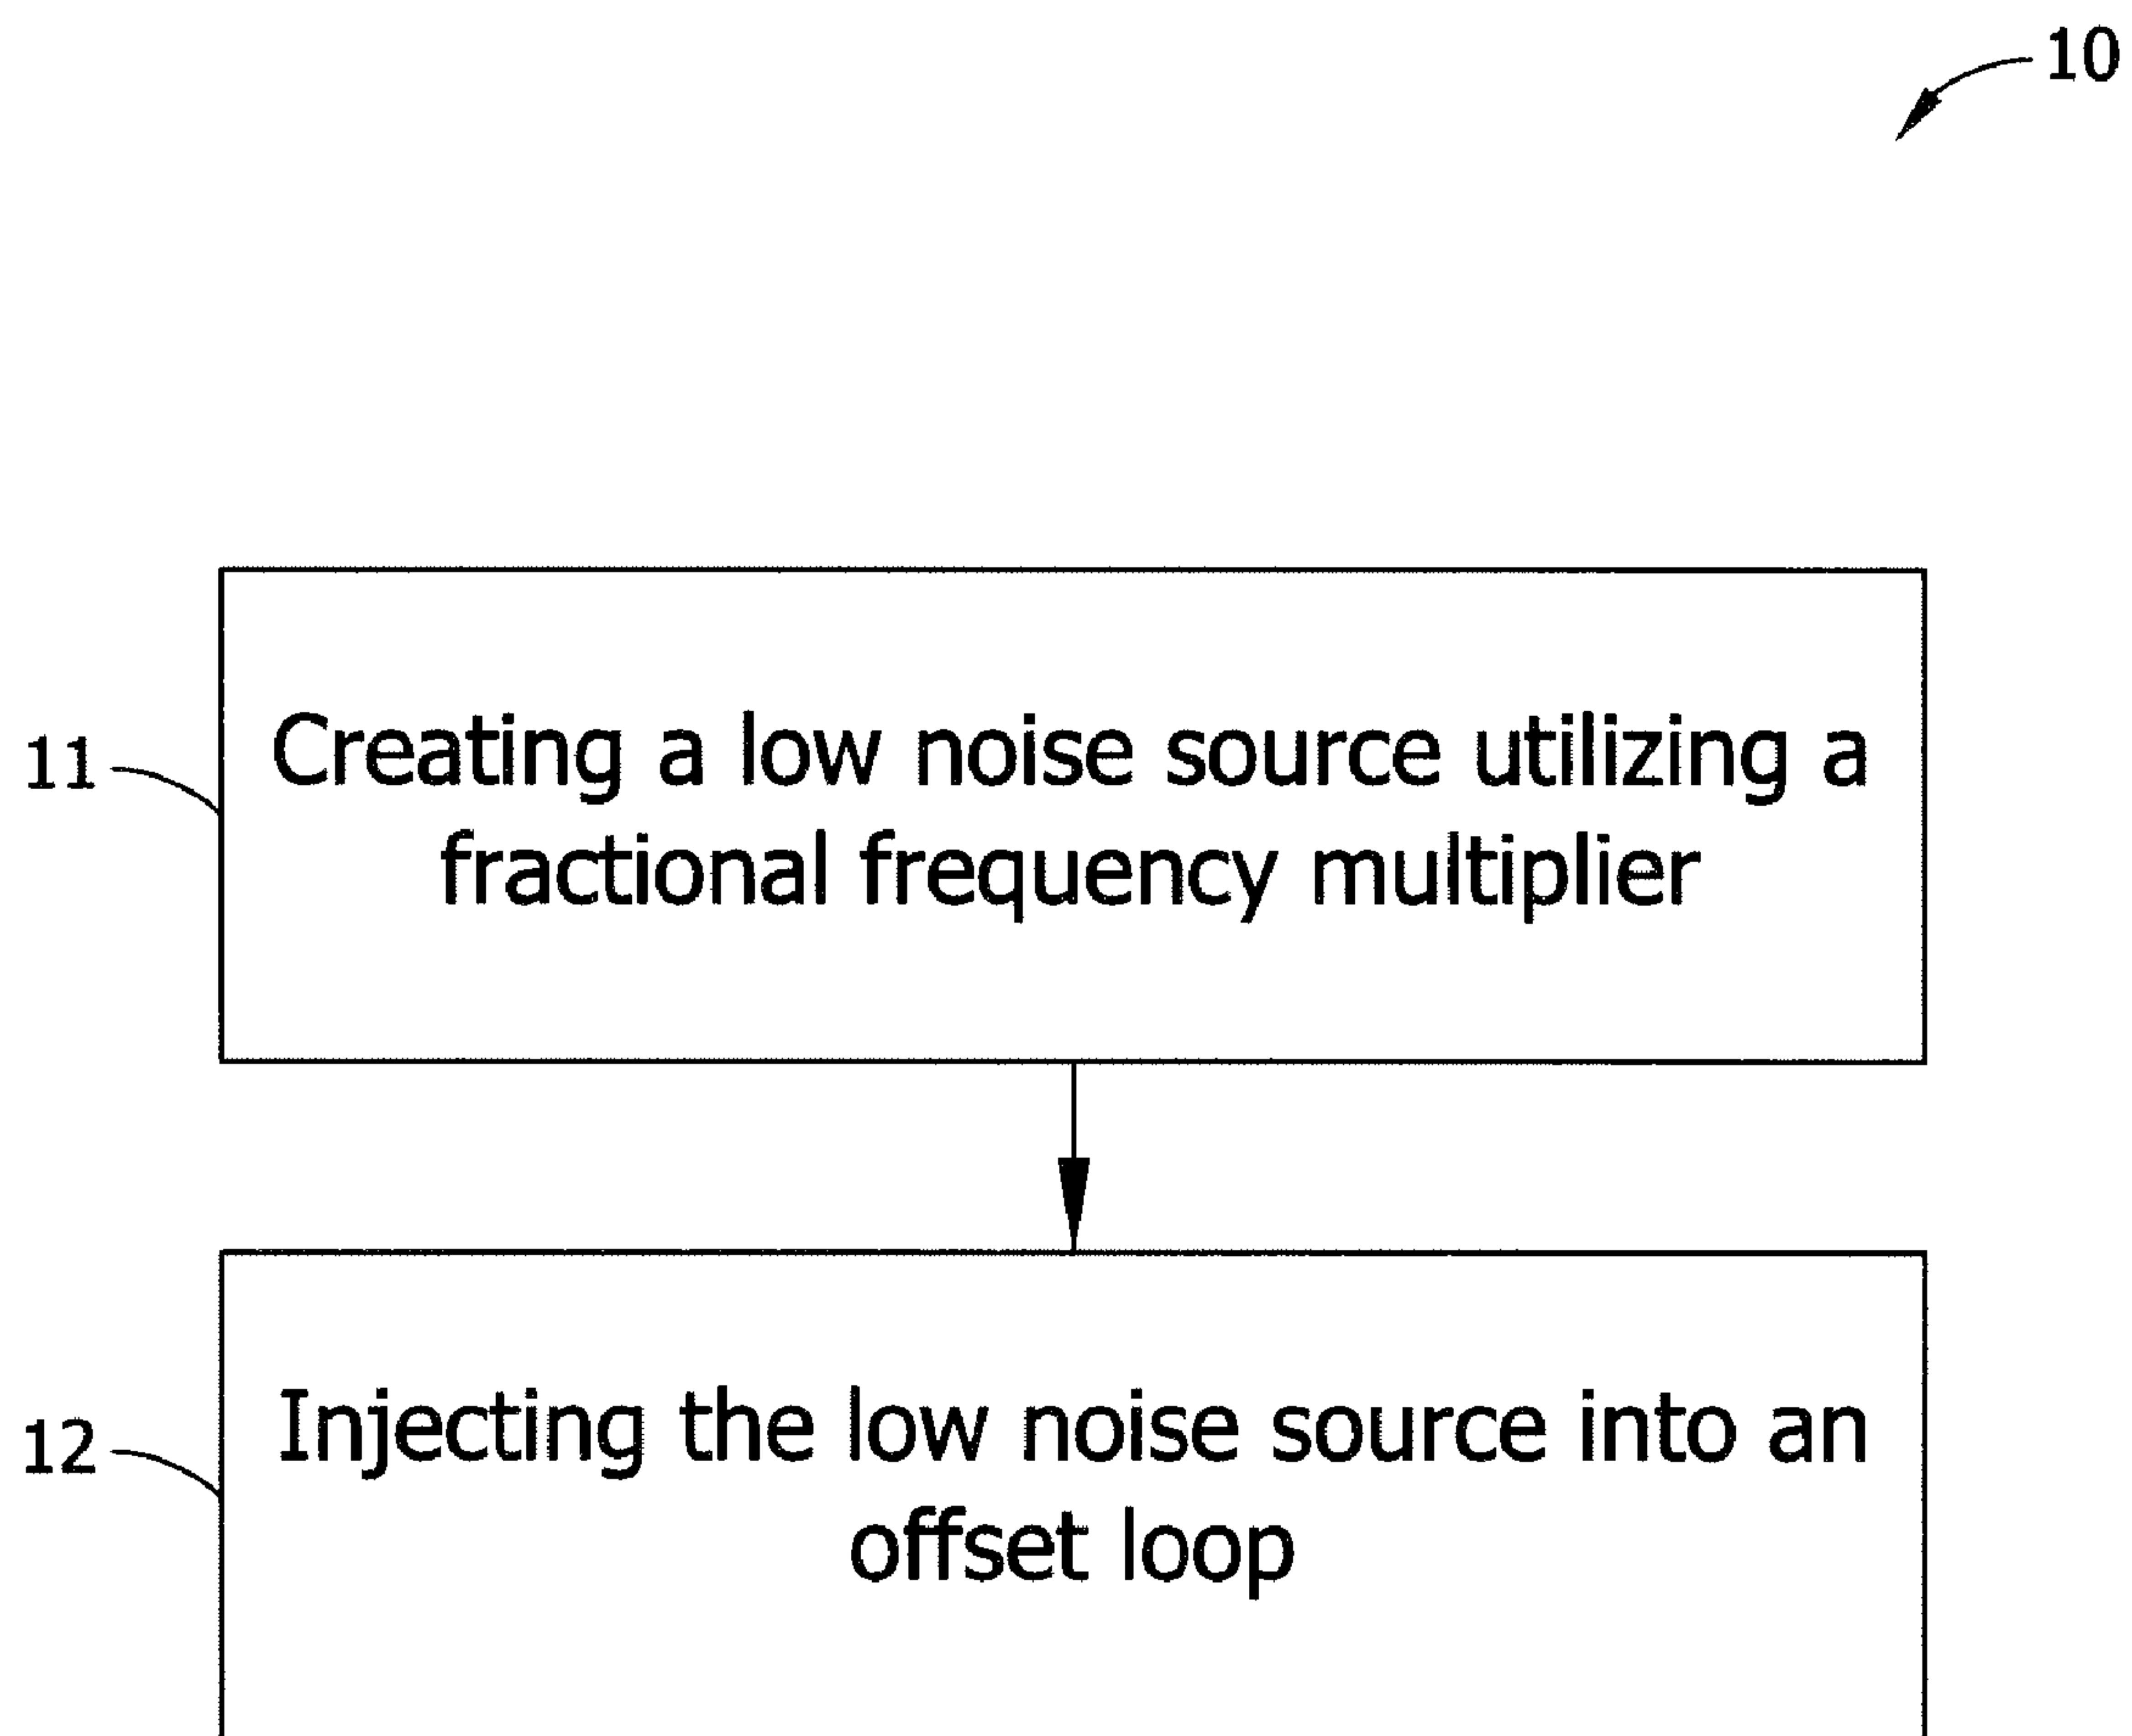 10
11
Creating a low noise source utilizing a
fractional frequency multiplier
12
Injecting the low noise source into an
offset loop